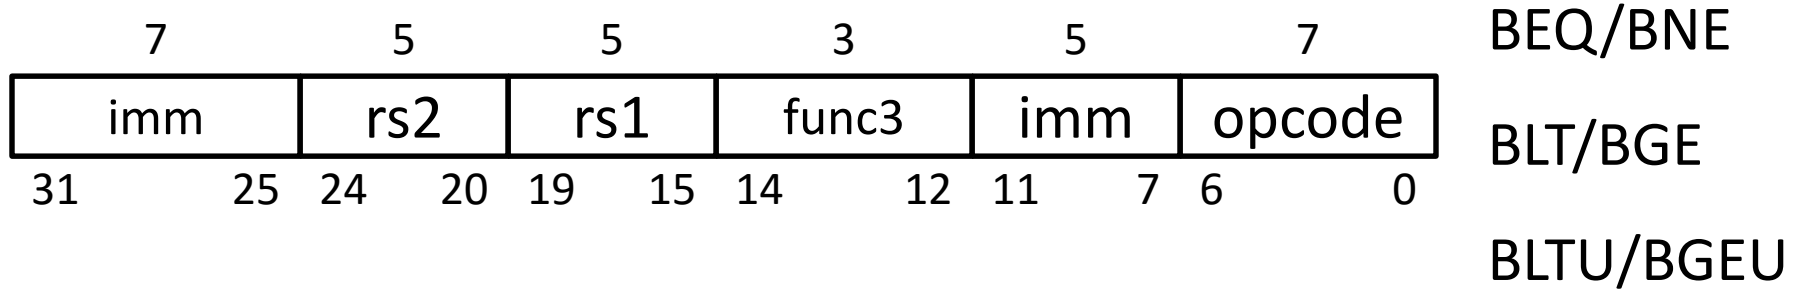 7 5 5 3 5 7
imm rs2 rs1 func3 imm opcode
31 25 24 20 19 15 14 12 11 7 6 0
BEQ/BNE
BLT/BGE
BLTU/BGEU